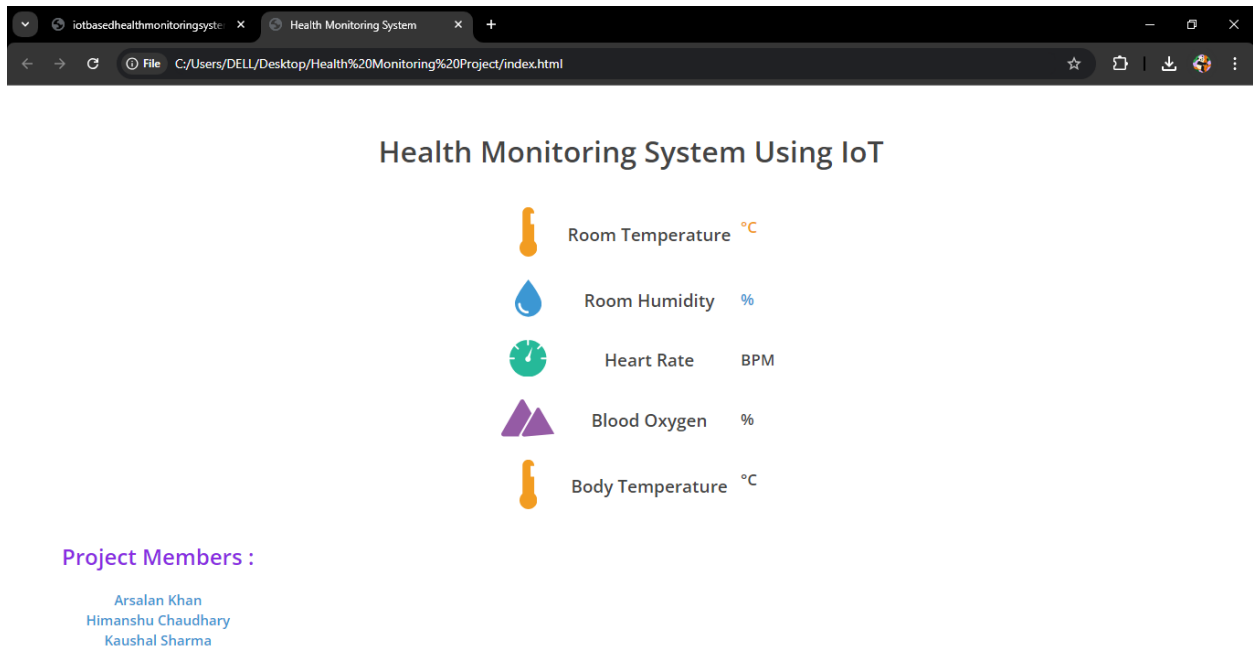 iotbasedhealthmonitoringsyste
Health Monitoring System
File C:/Users/DELL/Desktop/Health%20Monitoring%20Project/index.html
Health Monitoring System Using IoT
Room Temperature °C
Room Humidity %
Heart Rate BPM
Blood Oxygen %
Body Temperature °C
Project Members :
Arsalan Khan
Himanshu Chaudhary
Kaushal Sharma